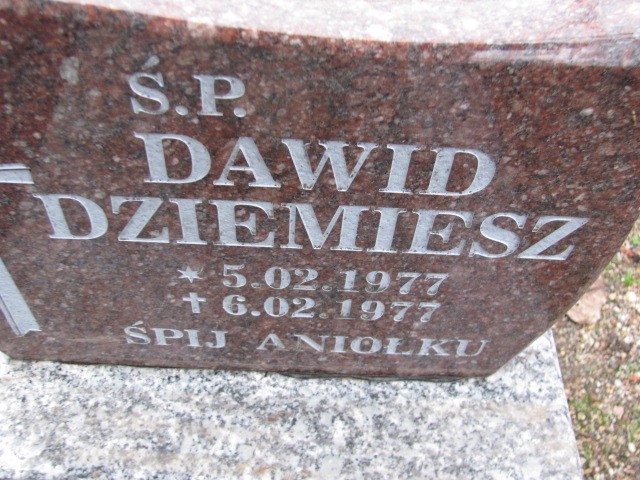 Ś.P.
DAWID
DZIEMIESZ
* 5.02.1977
✝ 6.02.1977
ŚPIJ ANIOŁKU